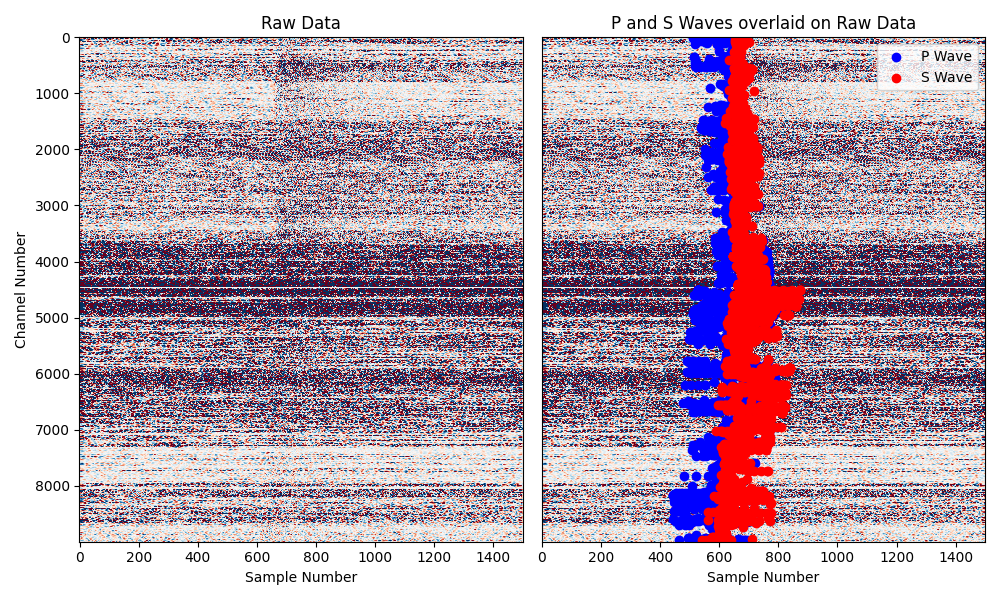 Raw Data
P and S Waves overlaid on Raw Data
Channel Number
0
1000
2000
3000
4000
5000
6000
7000
8000
0 200 400 600 800 1000 1200 1400
Sample Number
P Wave
S Wave
0 200 400 600 800 1000 1200 1400
Sample Number